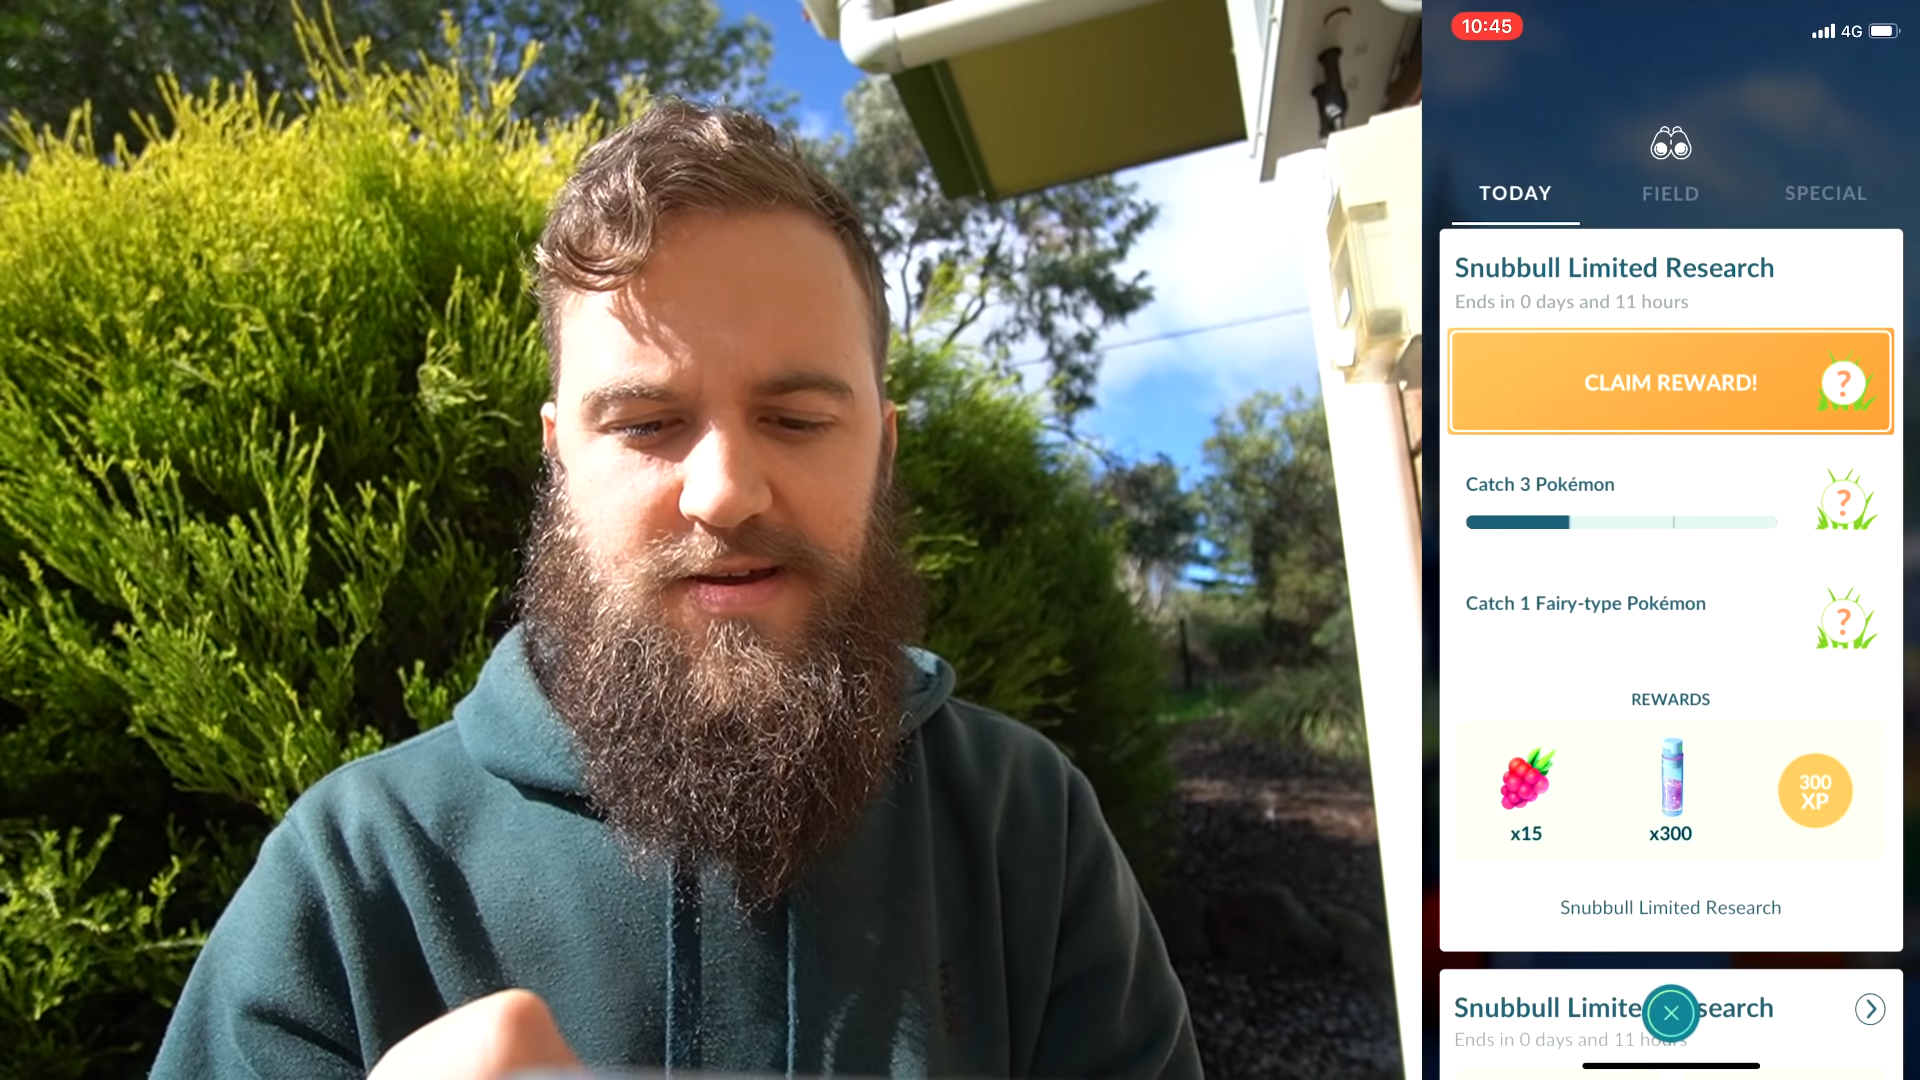 10:45
4G
TODAY
FIELD
SPECIAL
Snubbull Limited Research
Ends in 0 days and 11 hours
CLAIM REWARD!
?
Catch 3 Pokémon
?
Catch 1 Fairy-type Pokémon
?
REWARDS
300
XP
x15
x300
Snubbull Limited Research
Snubbull Limite search
Ends in 0 days and 11 hours